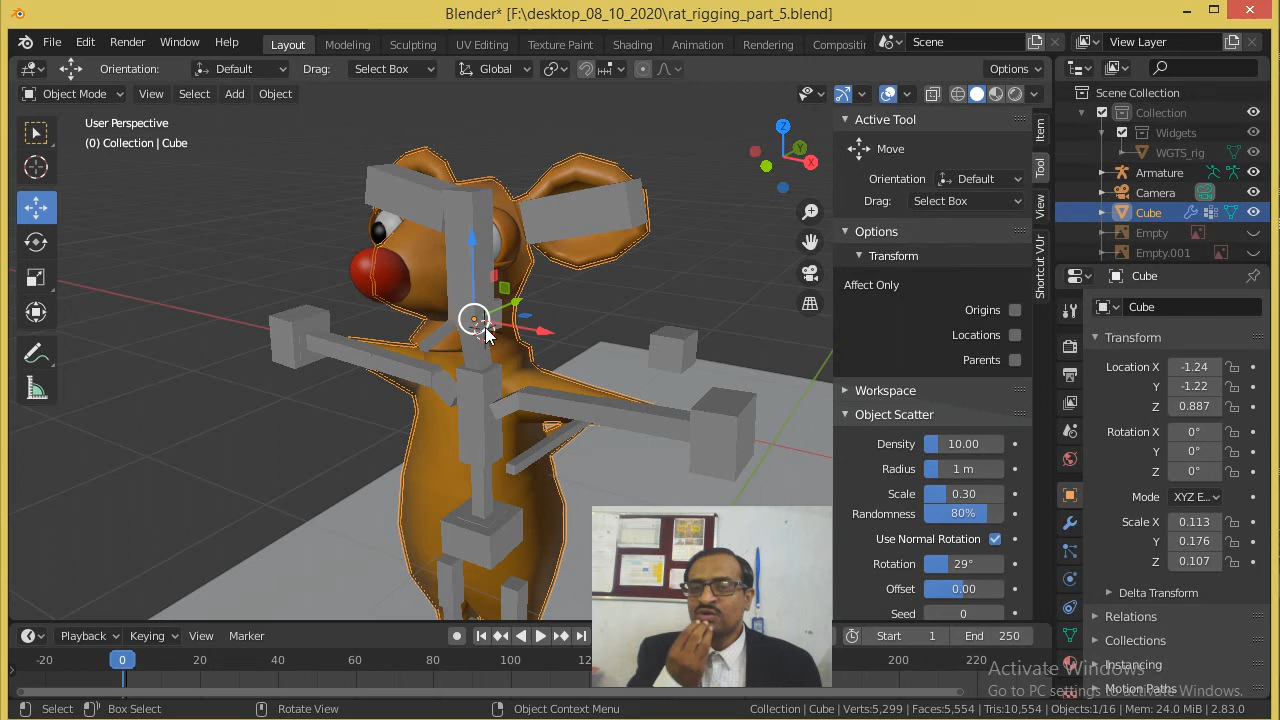 Blender* [F:\desktop_08_10_2020\rat_rigging_part_5.blend]
File Edit Render Window Help Layout Modeling Sculpting UV Editing Texture Paint Shading Animation Rendering Compositi Scene View Layer
Orientation: Default Drag: Select Box Global Options
Object Mode View Select Add Object
User Perspective
(0) Collection | Cube
Z
Y
X
Active Tool
Move
Orientation Default
Drag: Select Box
Options
Transform
Affect Only
Origins
Locations
Parents
Workspace
Object Scatter
Density 10.00
Radius 1 m
Scale 0.30
Randomness 80%
Use Normal Rotation
Rotation 29°
Offset 0.00
Seed 0
Item
Tool
View
Shortcut VUr
Scene Collection
Collection
Widgets
WGTS_rig
Armature
Camera
Cube
Empty
Empty.001
Cube
Cube
Transform
Location X -1.24
Y -1.22
Z 0.887
Rotation X 0°
Y 0°
Z 0°
Mode XYZ E...
Scale X 0.113
Y 0.176
Z 0.107
Delta Transform
Relations
Collections
Instancing
Motion Paths
Playback Keying View Marker Start 1 End 250
-20 0 20 40 60 80 100 200 220
Activate Windows
Go to PC settings to activate Windows.
Select Box Select Rotate View Object Context Menu Collection | Cube | Verts:5,299 | Faces:5,554 | Tris:10,554 | Objects:1/16 | Mem: 24.0 MiB | 2.83.0